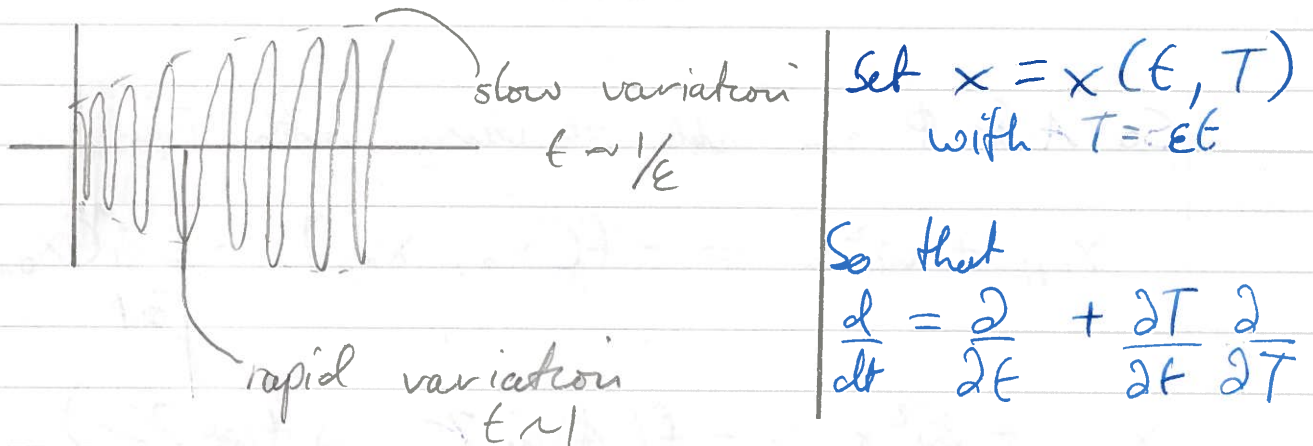 slow variation
t ~ 1/ε
rapid variation
t ~ 1
Set x = x(t, T)
with T = εt
So that
d/dt = ∂/∂t + ∂T/∂t ∂/∂T